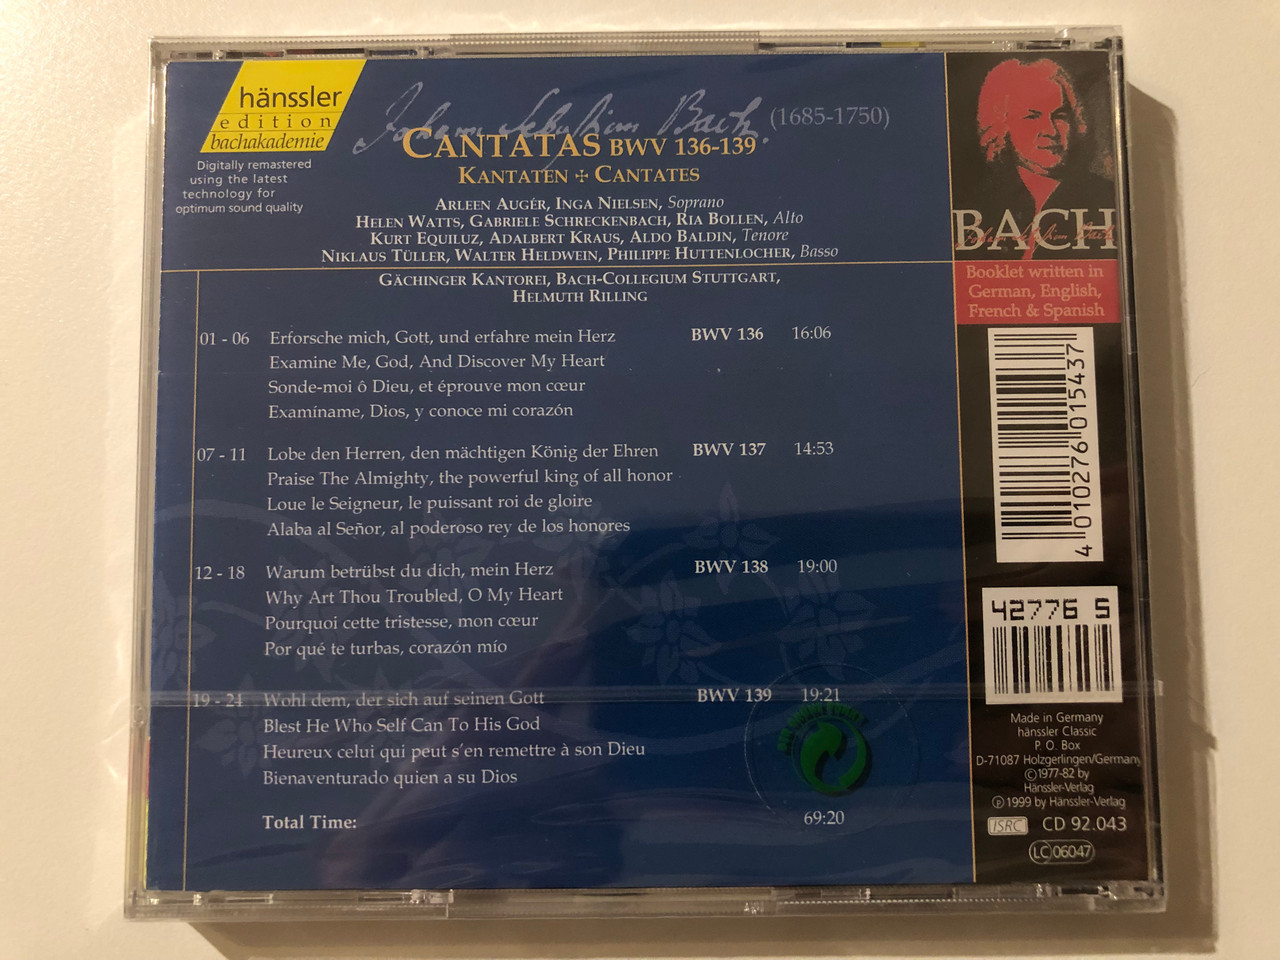 hänssler
edition
bachakademie
Digitally remastered
using the latest
technology for
optimum sound quality
Johann Sebastian Bach. (1685-1750)
CANTATAS BWV 136-139
KANTATEN + CANTATES
ARLEEN AUGÉR, INGA NIELSEN, Soprano
HELEN WATTS, GABRIELE SCHRECKENBACH, RIA BOLLEN, Alto
KURT EQUILUZ, ADALBERT KRAUS, ALDO BALDIN, Tenore
NIKLAUS TÜLLER, WALTER HELDWEIN, PHILIPPE HUTTENLOCHER, Basso
GÄCHINGER KANTOREI, BACH-COLLEGIUM STUTTGART,
HELMUTH RILLING
01 - 06 Erforsche mich, Gott, und erfahre mein Herz BWV 136 16:06
Examine Me, God, And Discover My Heart
Sonde-moi ô Dieu, et éprouve mon cœur
Examíname, Dios, y conoce mi corazón
07 - 11 Lobe den Herren, den mächtigen König der Ehren BWV 137 14:53
Praise The Almighty, the powerful king of all honor
Loue le Seigneur, le puissant roi de gloire
Alaba al Señor, al poderoso rey de los honores
12 - 18 Warum betrübst du dich, mein Herz BWV 138 19:00
Why Art Thou Troubled, O My Heart
Pourquoi cette tristesse, mon cœur
Por qué te turbas, corazón mío
19 - 24 Wohl dem, der sich auf seinen Gott BWV 139 19:21
Blest He Who Self Can To His God
Heureux celui qui peut s'en remettre à son Dieu
Bienaventurado quien a su Dios
Total Time: 69:20
BACH
Booklet written in
German, English,
French & Spanish
4 010276 015437
42776 5
Made in Germany
hänssler Classic
P. O. Box
D-71087 Holzgerlingen/Germany
©1977-82 by
Hänssler-Verlag
℗ 1999 by Hänssler-Verlag
ISRC CD 92.043
LC 06047